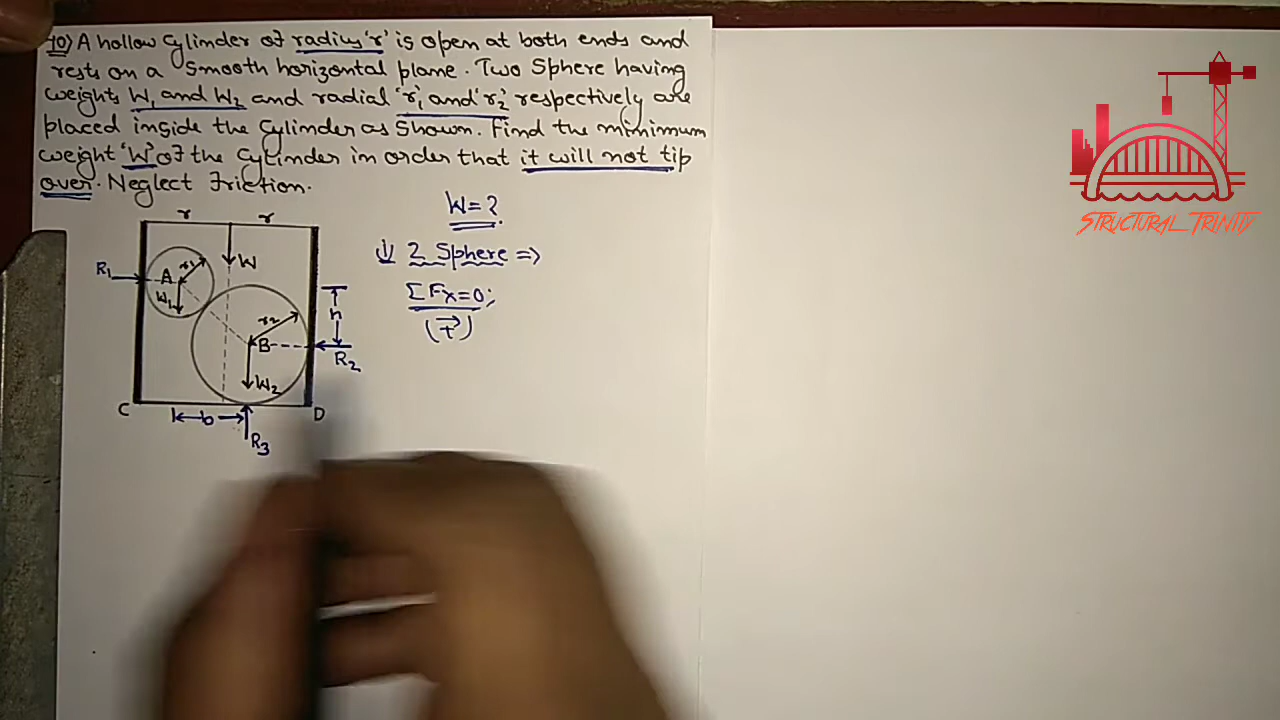 10) A hollow cylinder of radius 'r' is open at both ends and
rests on a smooth horizontal plane. Two Sphere having
weights W₁ and W₂ and radial 'r₁' and 'r₂' respectively are
placed inside the cylinder as shown. Find the minimum
weight 'W' of the cylinder in order that it will not tip
over. Neglect Friction.
W=?
↓ 2 Sphere =>
ΣFx=0;
(→+)
r r
W
R₁
A
r₁
W₁
r₂
B
W₂
h
R₂
C
b
D
R₃
STRUCTURAL TRINITY